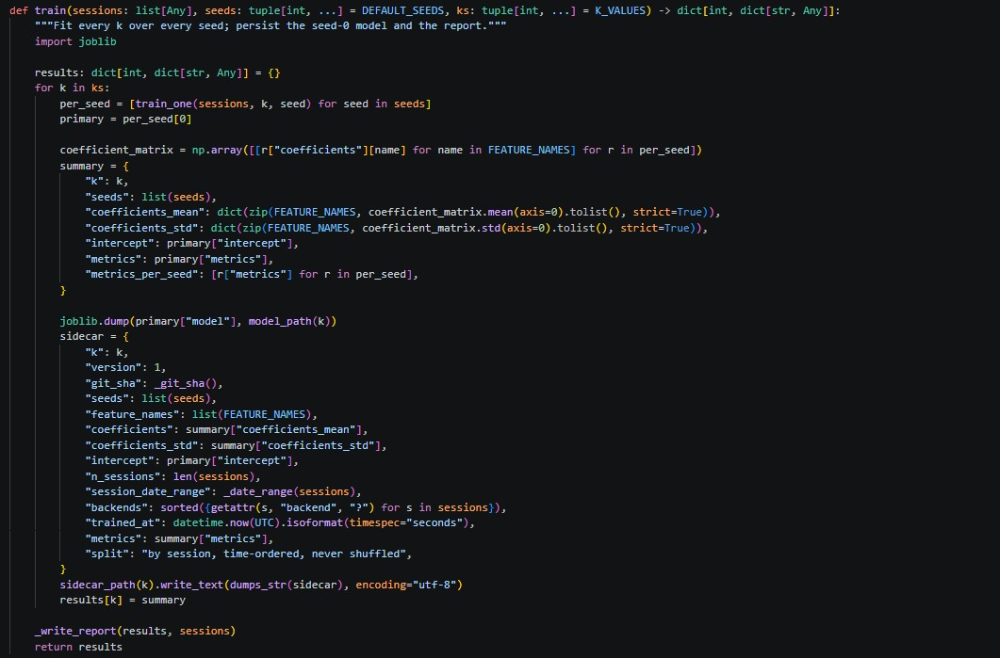 def train(sessions: list[Any], seeds: tuple[int, ...] = DEFAULT_SEEDS, ks: tuple[int, ...] = K_VALUES) -> dict[int, dict[str, Any]]:
    """Fit every k over every seed; persist the seed-0 model and the report."""
    import joblib

    results: dict[int, dict[str, Any]] = {}
    for k in ks:
        per_seed = [train_one(sessions, k, seed) for seed in seeds]
        primary = per_seed[0]

        coefficient_matrix = np.array([[r["coefficients"][name] for name in FEATURE_NAMES] for r in per_seed])
        summary = {
            "k": k,
            "seeds": list(seeds),
            "coefficients_mean": dict(zip(FEATURE_NAMES, coefficient_matrix.mean(axis=0).tolist(), strict=True)),
            "coefficients_std": dict(zip(FEATURE_NAMES, coefficient_matrix.std(axis=0).tolist(), strict=True)),
            "intercept": primary["intercept"],
            "metrics": primary["metrics"],
            "metrics_per_seed": [r["metrics"] for r in per_seed],
        }

        joblib.dump(primary["model"], model_path(k))
        sidecar = {
            "k": k,
            "version": 1,
            "git_sha": _git_sha(),
            "seeds": list(seeds),
            "feature_names": list(FEATURE_NAMES),
            "coefficients": summary["coefficients_mean"],
            "coefficients_std": summary["coefficients_std"],
            "intercept": primary["intercept"],
            "n_sessions": len(sessions),
            "session_date_range": _date_range(sessions),
            "backends": sorted({getattr(s, "backend", "?") for s in sessions}),
            "trained_at": datetime.now(UTC).isoformat(timespec="seconds"),
            "metrics": summary["metrics"],
            "split": "by session, time-ordered, never shuffled",
        }
        sidecar_path(k).write_text(dumps_str(sidecar), encoding="utf-8")
        results[k] = summary

    _write_report(results, sessions)
    return results